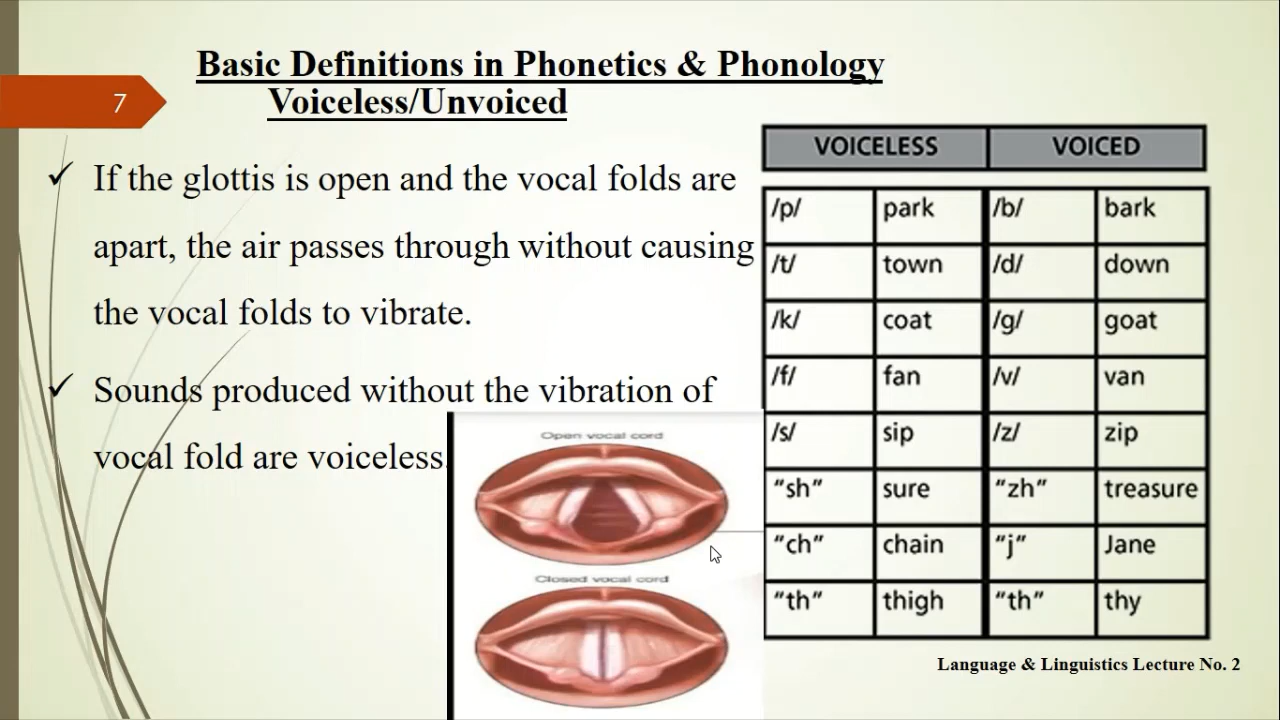 Basic Definitions in Phonetics & Phonology
Voiceless/Unvoiced
7
✓ If the glottis is open and the vocal folds are
apart, the air passes through without causing
the vocal folds to vibrate.
✓ Sounds produced without the vibration of
vocal fold are voiceless.
Open vocal cord
Closed vocal cord
VOICELESS VOICED
/p/ park /b/ bark
/t/ town /d/ down
/k/ coat /g/ goat
/f/ fan /v/ van
/s/ sip /z/ zip
“sh” sure “zh” treasure
“ch” chain “j” Jane
“th” thigh “th” thy
Language & Linguistics Lecture No. 2